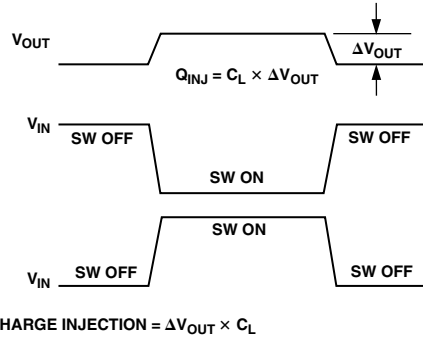 VOUT
ΔVOUT
QINJ = CL × ΔVOUT
VIN
SW OFF
SW OFF
SW ON
SW ON
VIN
SW OFF
SW OFF
HARGE INJECTION = ΔVOUT × CL